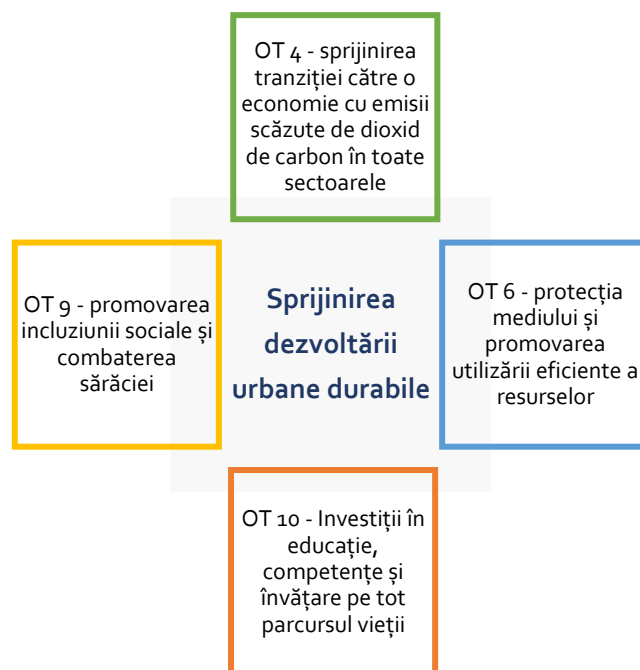 OT 4 - sprijinirea
tranziției către o
economie cu emisii
scăzute de dioxid
de carbon în toate
sectoarele
OT 9 - promovarea
incluziunii sociale și
combaterea
sărăciei
Sprijinirea
dezvoltării
urbane durabile
OT 6 - protecția
mediului și
promovarea
utilizării eficiente a
resurselor
OT 10 - Investiții în
educație,
competențe și
învățare pe tot
parcursul vieții